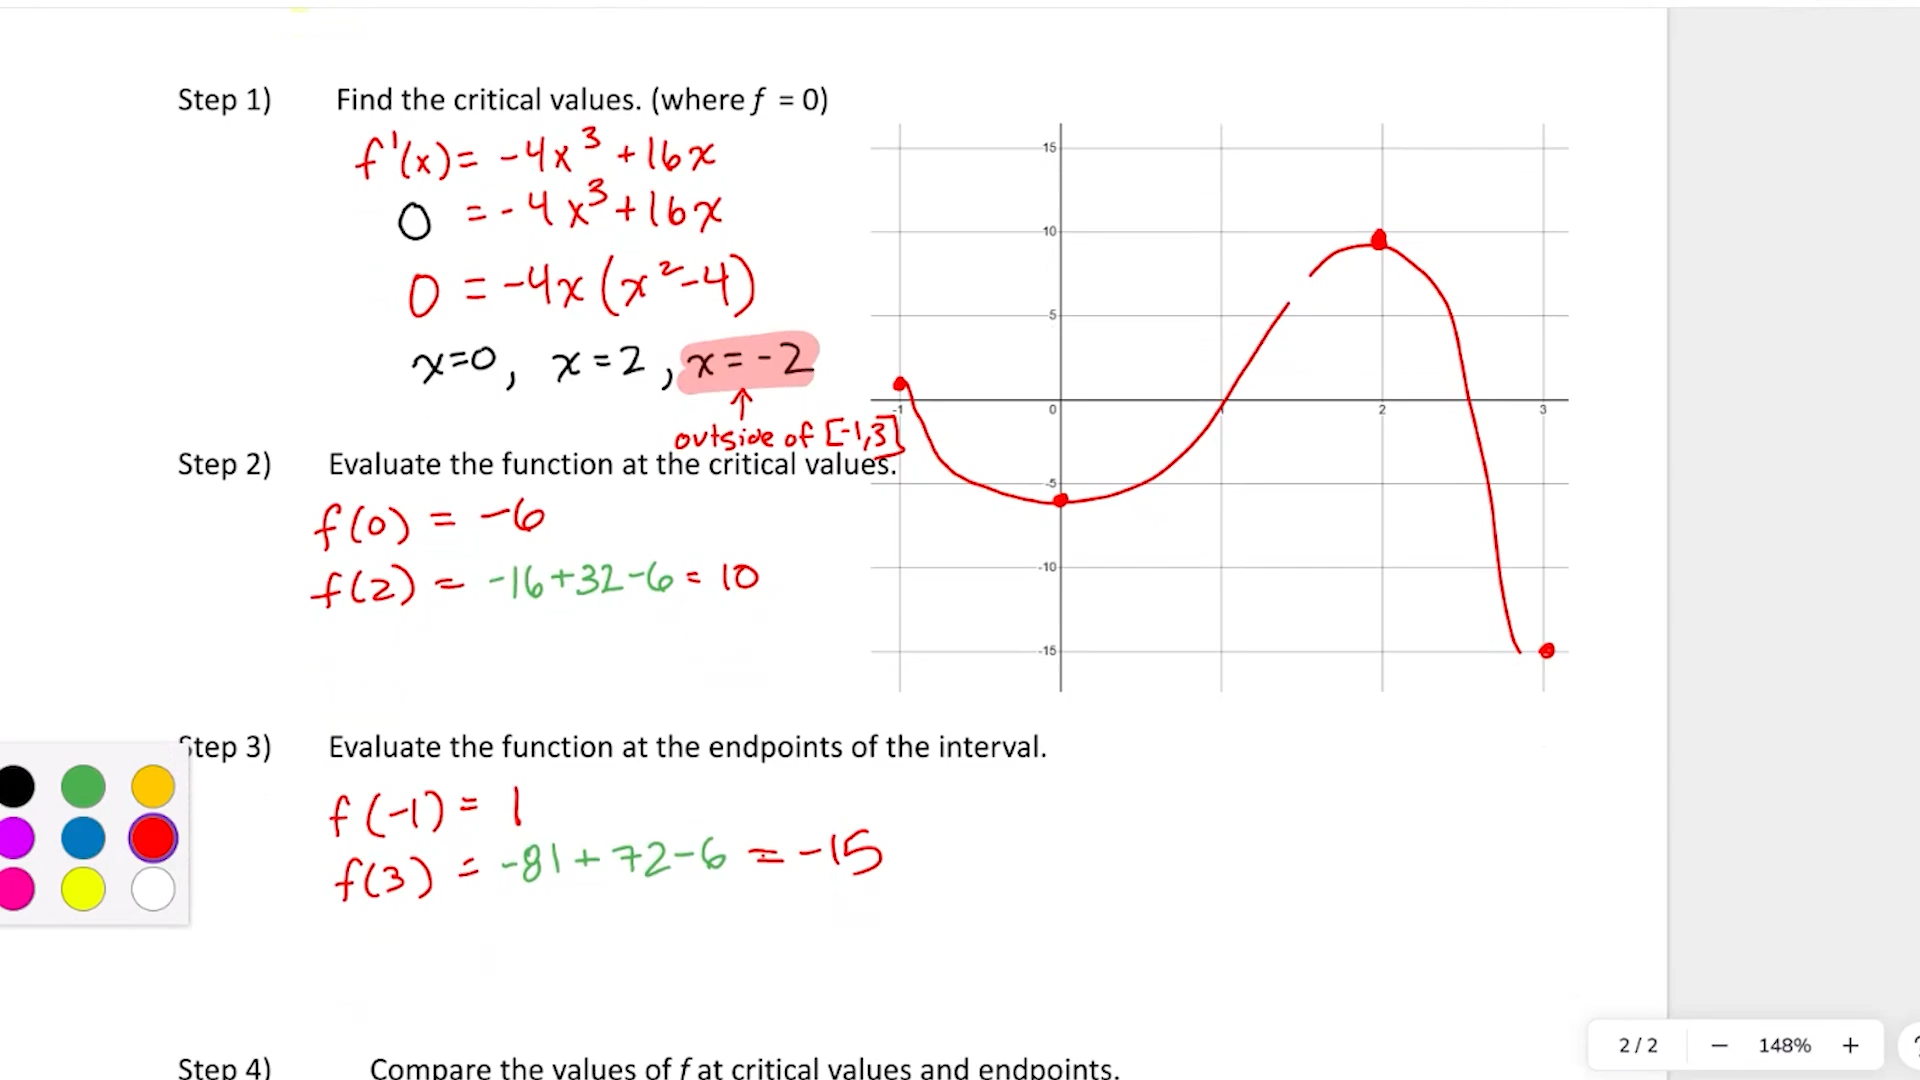 Step 1) Find the critical values. (where f = 0)
f'(x) = -4x³ + 16x
0 = -4x³ + 16x
0 = -4x(x² - 4)
x=0, x=2, x=-2
outside of [-1,3]
Step 2) Evaluate the function at the critical values.
f(0) = -6
f(2) = -16+32-6 = 10
15
10
5
-1 0 2 3
-5
-10
-15
Step 3) Evaluate the function at the endpoints of the interval.
f(-1) = 1
f(3) = -81+72-6 = -15
Step 4) Compare the values of f at critical values and endpoints.
2 / 2 − 148% + ?